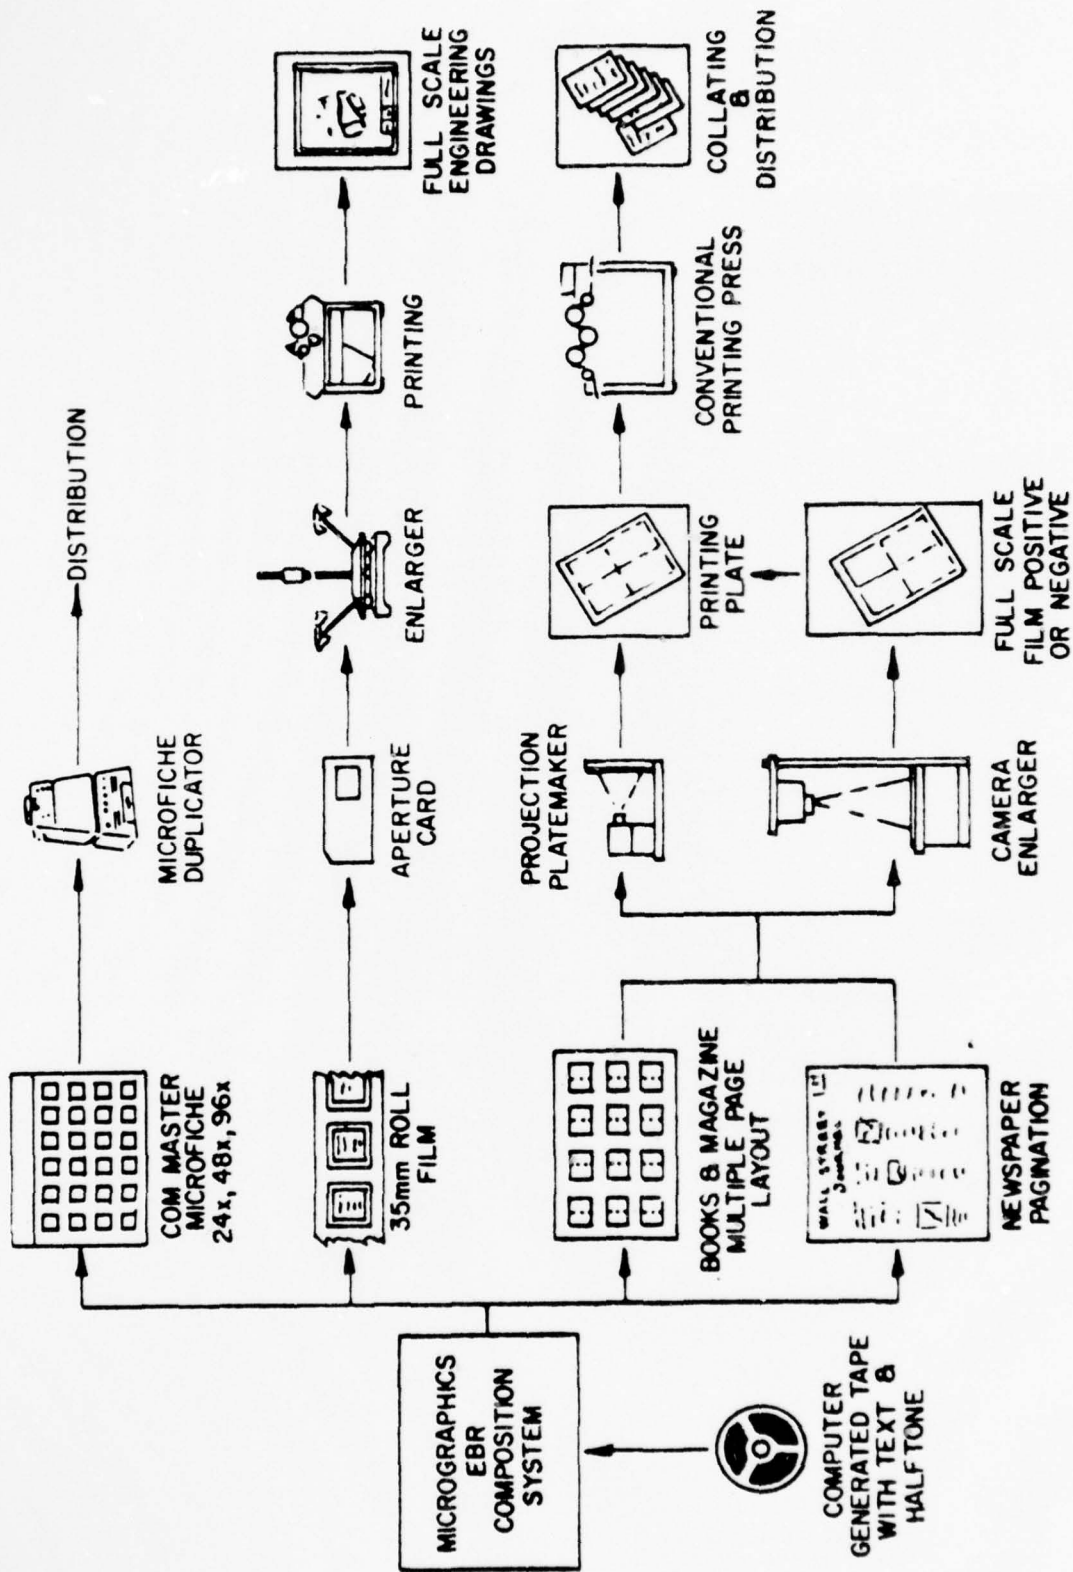 MICROGRAPHICS
EBR
COMPOSITION
SYSTEM
COMPUTER
GENERATED TAPE
WITH TEXT &
HALFTONE
COM MASTER
MICROFICHE
24x, 48x, 96x
MICROFICHE
DUPLICATOR
DISTRIBUTION
35mm ROLL
FILM
APERTURE
CARD
ENLARGER
PRINTING
FULL SCALE
ENGINEERING
DRAWINGS
BOOKS & MAGAZINE
MULTIPLE PAGE
LAYOUT
WALL STREET
JOURNAL
NEWSPAPER
PAGINATION
PROJECTION
PLATEMAKER
CAMERA
ENLARGER
PRINTING
PLATE
FULL SCALE
FILM POSITIVE
OR NEGATIVE
CONVENTIONAL
PRINTING PRESS
COLLATING
&
DISTRIBUTION